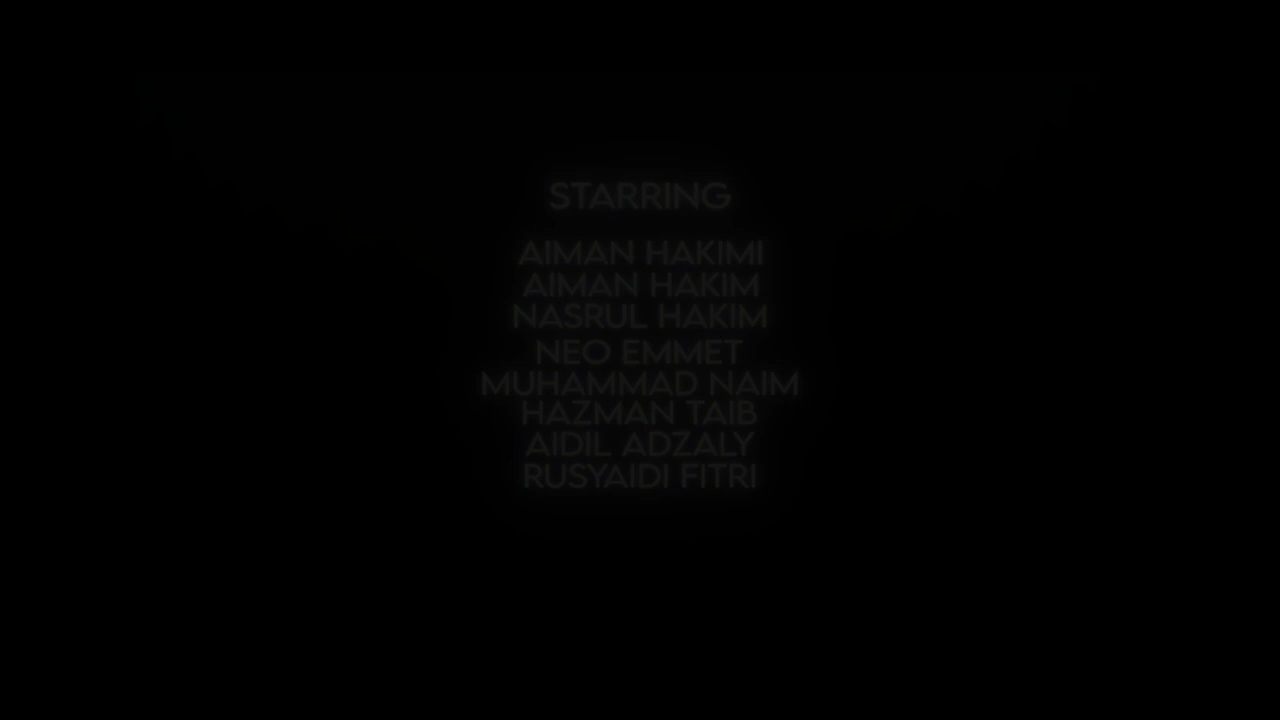 STARRING
AIMAN HAKIMI
AIMAN HAKIM
NASRUL HAKIM
NEO EMMET
MUHAMMAD NAIM
HAZMAN TAIB
AIDIL ADZALY
RUSYAIDI FITRI